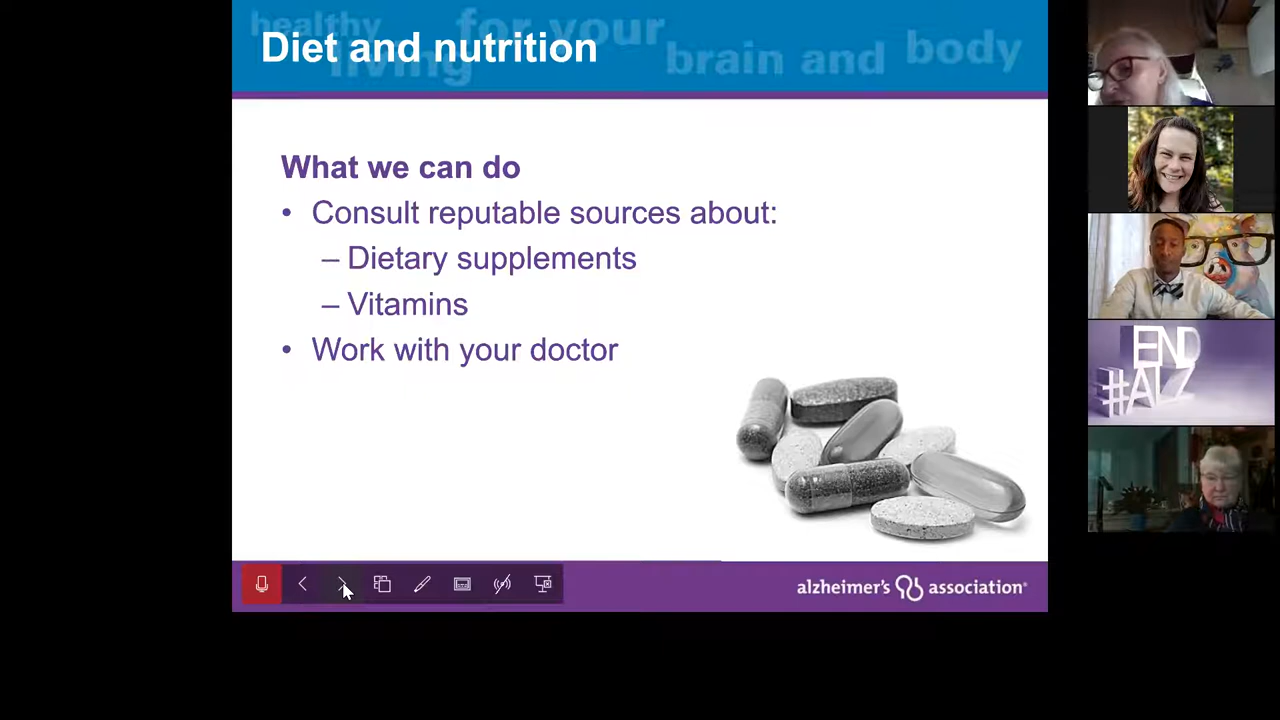 healthy for your
living brain and body
Diet and nutrition
What we can do
• Consult reputable sources about:
– Dietary supplements
– Vitamins
• Work with your doctor
alzheimer's association®
END
#ALZ